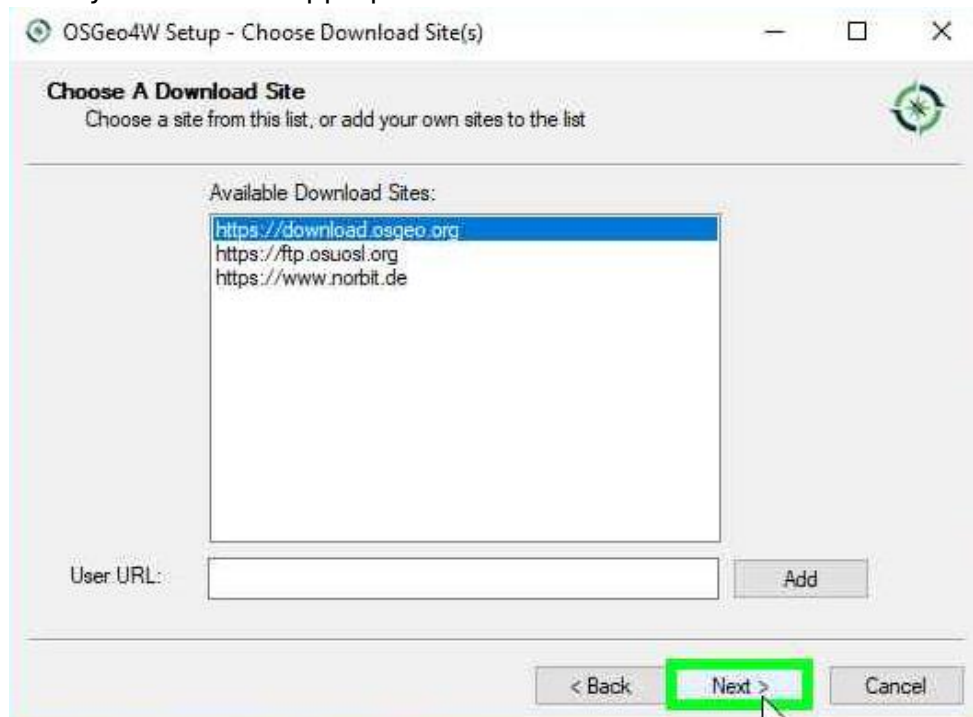 OSGeo4W Setup - Choose Download Site(s)
Choose A Download Site
Choose a site from this list, or add your own sites to the list
Available Download Sites:
https://download.osgeo.org
https://ftp.osuosl.org
https://www.norbit.de
User URL:
Add
< Back
Next >
Cancel